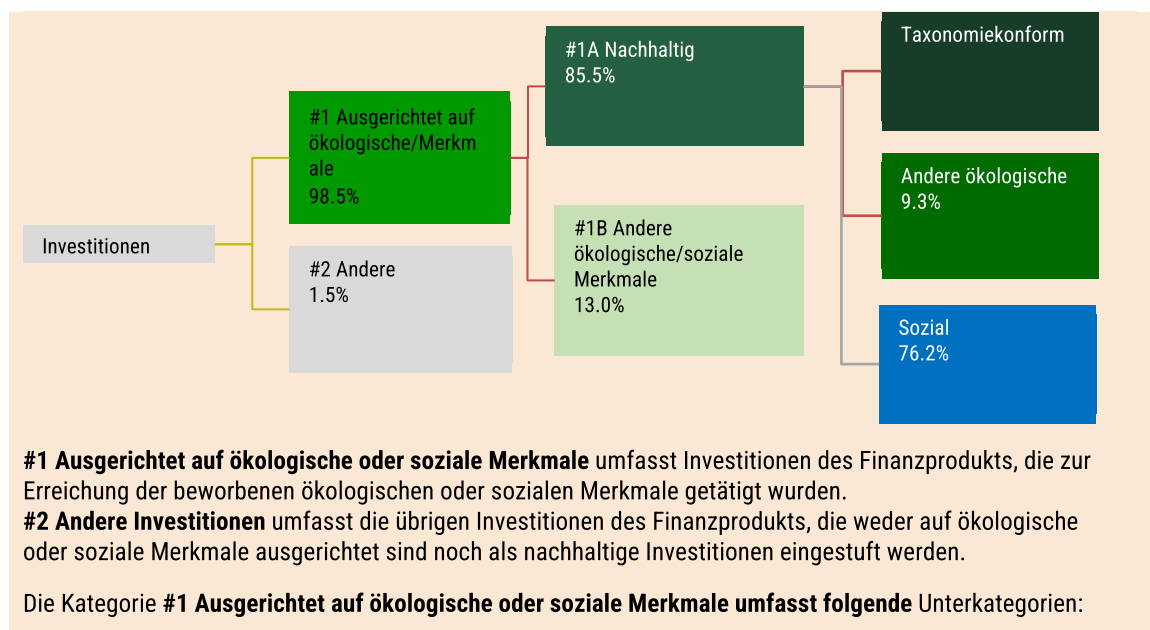 Investitionen
#1 Ausgerichtet auf
ökologische/Merkm
ale
98.5%
#2 Andere
1.5%
#1A Nachhaltig
85.5%
#1B Andere
ökologische/soziale
Merkmale
13.0%
Taxonomiekonform
Andere ökologische
9.3%
Sozial
76.2%
#1 Ausgerichtet auf ökologische oder soziale Merkmale umfasst Investitionen des Finanzprodukts, die zur
Erreichung der beworbenen ökologischen oder sozialen Merkmale getätigt wurden.
#2 Andere Investitionen umfasst die übrigen Investitionen des Finanzprodukts, die weder auf ökologische
oder soziale Merkmale ausgerichtet sind noch als nachhaltige Investitionen eingestuft werden.
Die Kategorie #1 Ausgerichtet auf ökologische oder soziale Merkmale umfasst folgende Unterkategorien: